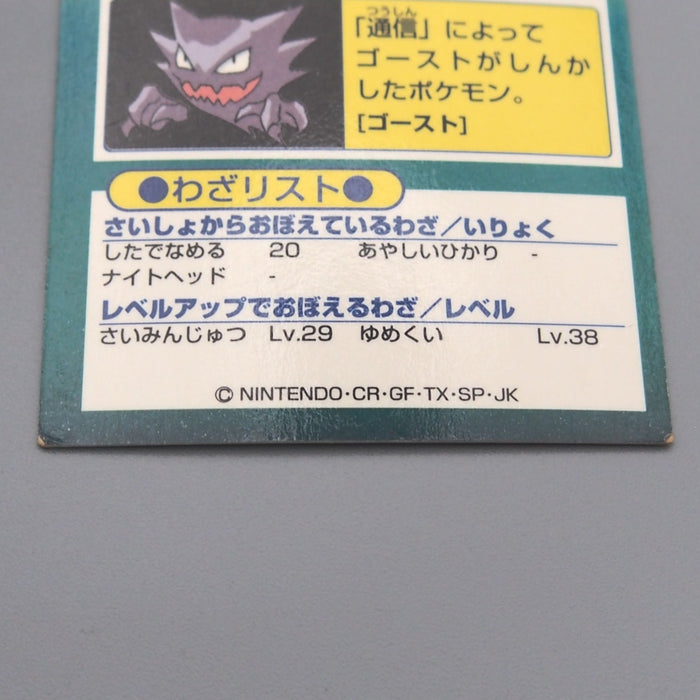 つうしん
「通信」によって
ゴーストがしんか
したポケモン。
[ゴースト]
●わざリスト●
さいしょからおぼえているわざ/いりょく
したでなめる 20 あやしいひかり -
ナイトヘッド -
レベルアップでおぼえるわざ/レベル
さいみんじゅつ Lv.29 ゆめくい Lv.38
© NINTENDO・CR・GF・TX・SP・JK